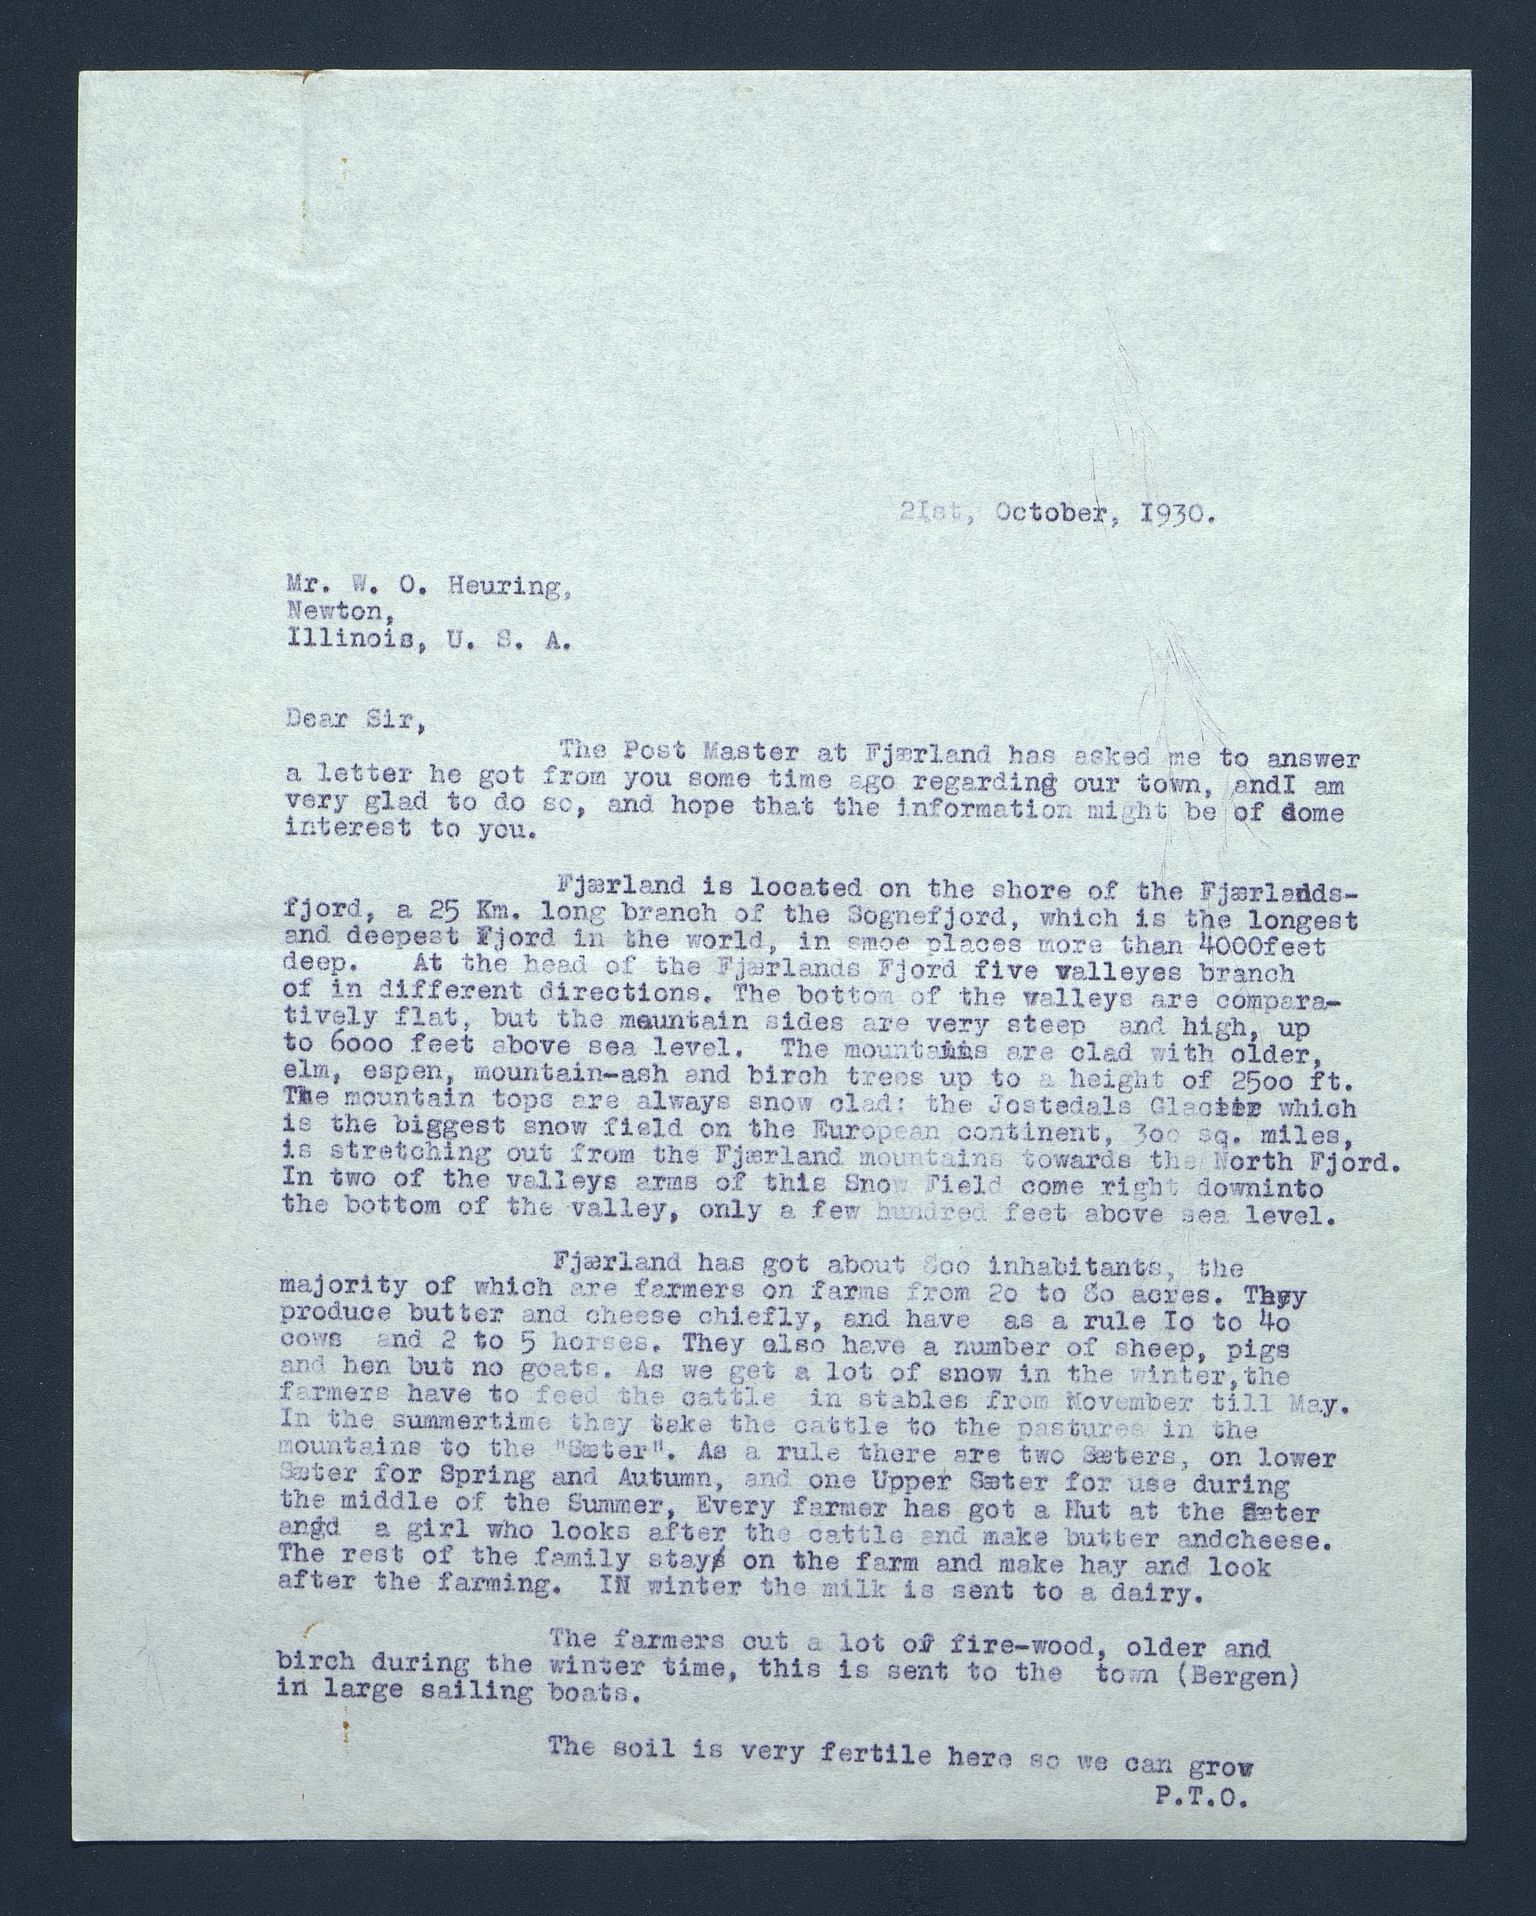 2Ist, October, I930.
Mr. W. O. Heuring,
Newton,
Illinois, U. S. A.
Dear Sir,
The Post Master at Fjærland has asked me to answer
a letter he got from you some time ago regarding our town, andI am
very glad to do so, and hope that the information might be of some
interest to you.
Fjærland is located on the shore of the Fjærlands-
fjord, a 25 Km. long branch of the Sognefjord, which is the longest
and deepest Fjord in the world, in smoe places more than 4000feet
deep. At the head of the Fjærlands Fjord five valleyes branch
of in different directions. The bottom of the valleys are compara-
tively flat, but the mountain sides are very steep and high, up
to 6ooo feet above sea level. The mountains are clad with older,
elm, espen, mountain-ash and birch trees up to a height of 25oo ft.
The mountain tops are always snow clad: the Jostedals Glacier which
is the biggest snow field on the European continent, 3oo sq. miles,
is stretching out from the Fjærland mountains towards the North Fjord.
In two of the valleys arms of this Snow Field come right downinto
the bottom of the valley, only a few hundred feet above sea level.
Fjærland has got about 8oo inhabitants, the
majority of which are farmers on farms from 2o to 8o acres. They
produce butter and cheese chiefly, and have as a rule Io to 4o
cows and 2 to 5 horses. They also have a number of sheep, pigs
and hen but no goats. As we get a lot of snow in the winter,the
farmers have to feed the cattle in stables from November till May.
In the summertime they take the cattle to the pastures in the
mountains to the "Sæter". As a rule there are two Sæters, on lower
Sæter for Spring and Autumn, and one Upper Sæter for use during
the middle of the Summer, Every farmer has got a Hut at the Sæter
and a girl who looks after the cattle and make butter andcheese.
The rest of the family stay on the farm and make hay and look
after the farming. IN winter the milk is sent to a dairy.
The farmers cut a lot of fire-wood, older and
birch during the winter time, this is sent to the town (Bergen)
in large sailing boats.
The soil is very fertile here so we can grow
P.T.O.